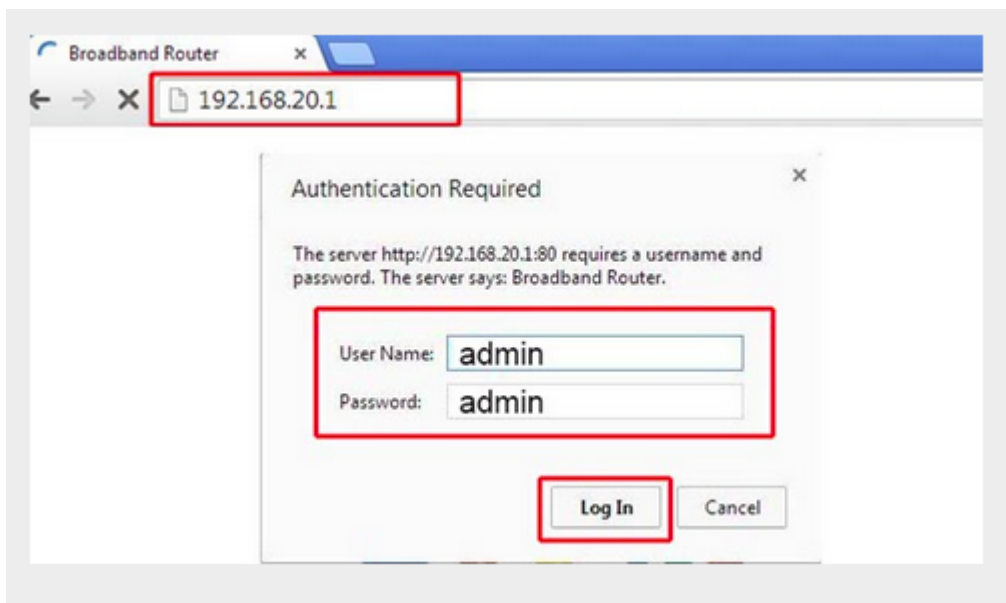 Broadband Router
192.168.20.1
Authentication Required
The server http://192.168.20.1:80 requires a username and
password. The server says: Broadband Router.
User Name: admin
Password: admin
Log In Cancel